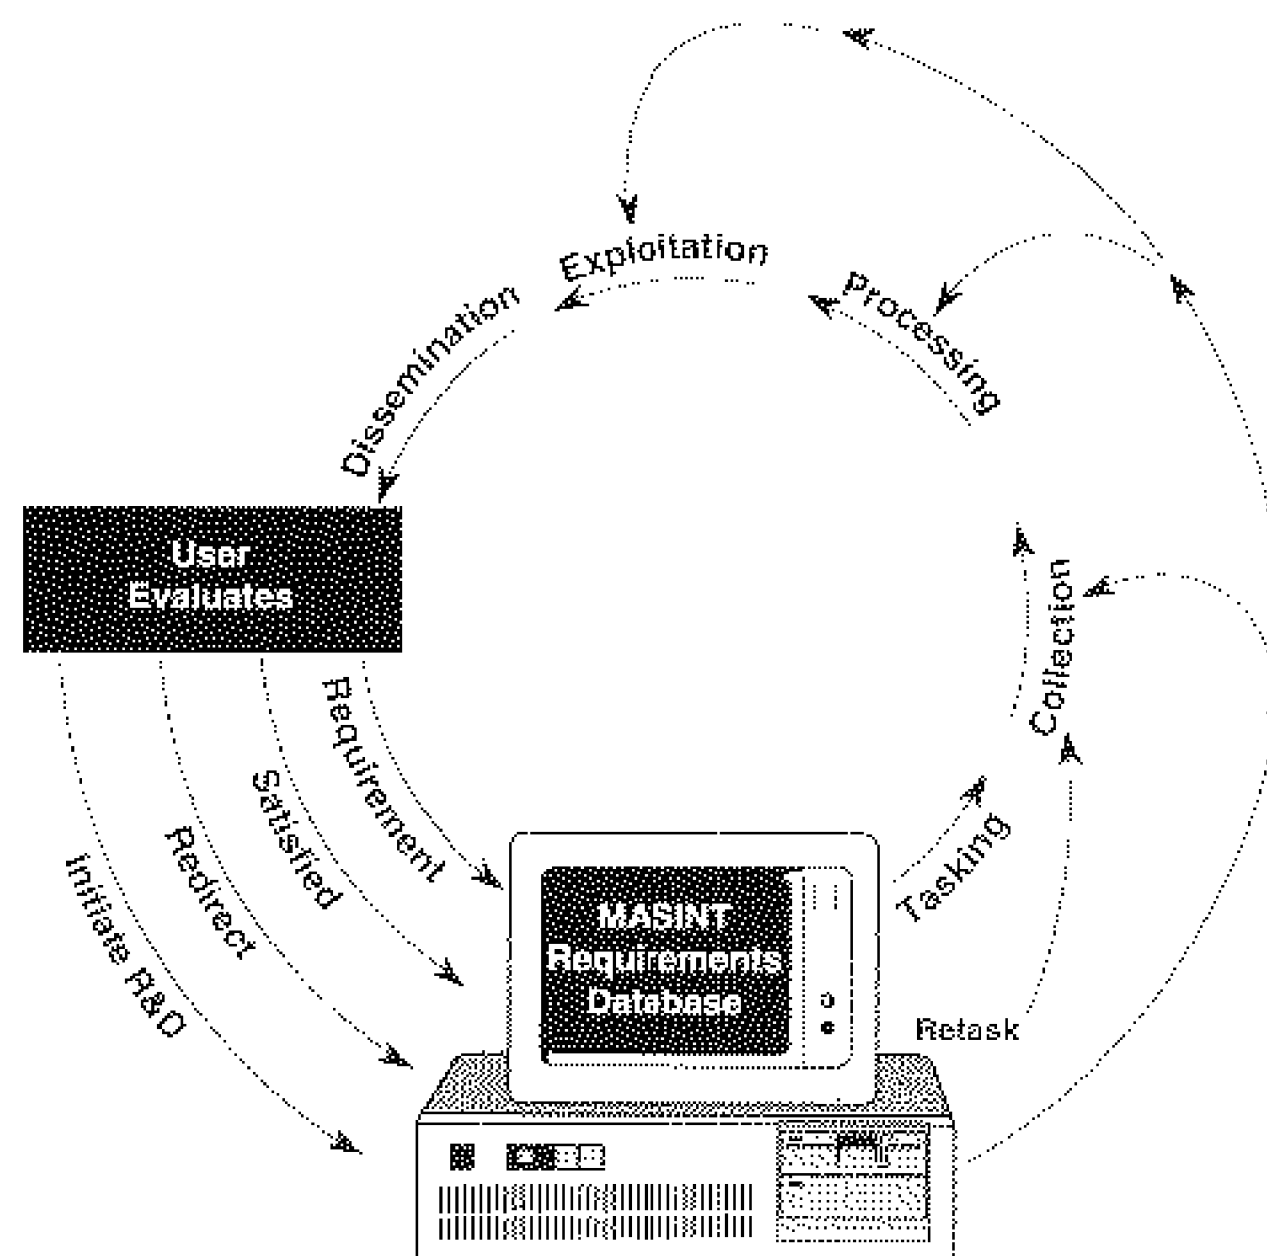 Exploitation
Processing
Dissemination
User
Evaluates
Collection
Requirement
Satisfied
Redirect
Initiate R&D
Tasking
MASINT
Requirements
Database
Retask